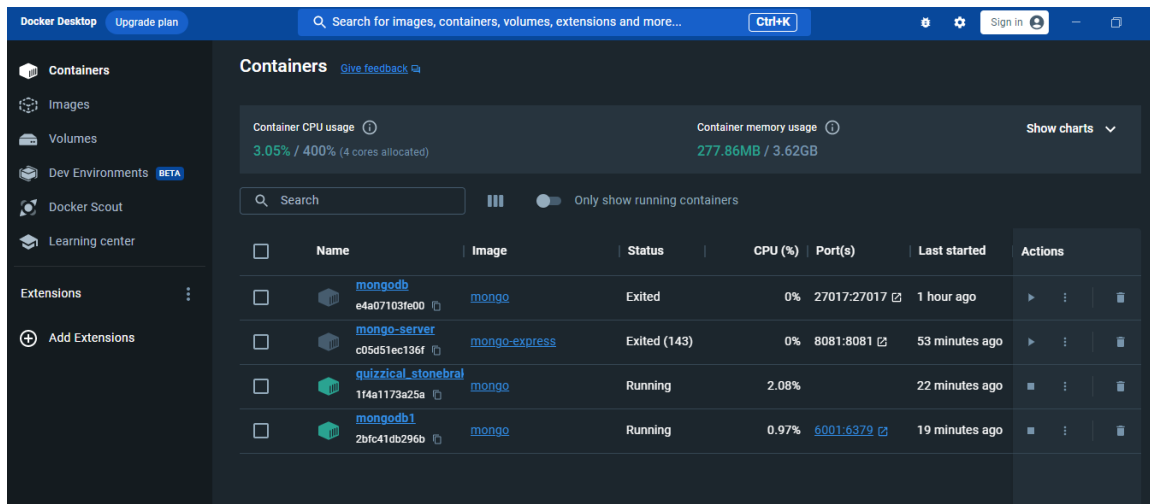 Docker Desktop Upgrade plan Search for images, containers, volumes, extensions and more... Ctrl+K Sign in
Containers
Images
Volumes
Dev Environments BETA
Docker Scout
Learning center
Extensions
Add Extensions
Containers Give feedback
Container CPU usage
3.05% / 400% (4 cores allocated)
Container memory usage
277.86MB / 3.62GB
Show charts
Search Only show running containers
Name Image Status CPU (%) Port(s) Last started Actions
mongodb
e4a07103fe00
mongo Exited 0% 27017:27017 1 hour ago
mongo-server
c05d51ec136f
mongo-express Exited (143) 0% 8081:8081 53 minutes ago
quizzical_stonebrak
1f4a1173a25a
mongo Running 2.08% 22 minutes ago
mongodb1
2bfc41db296b
mongo Running 0.97% 6001:6379 19 minutes ago